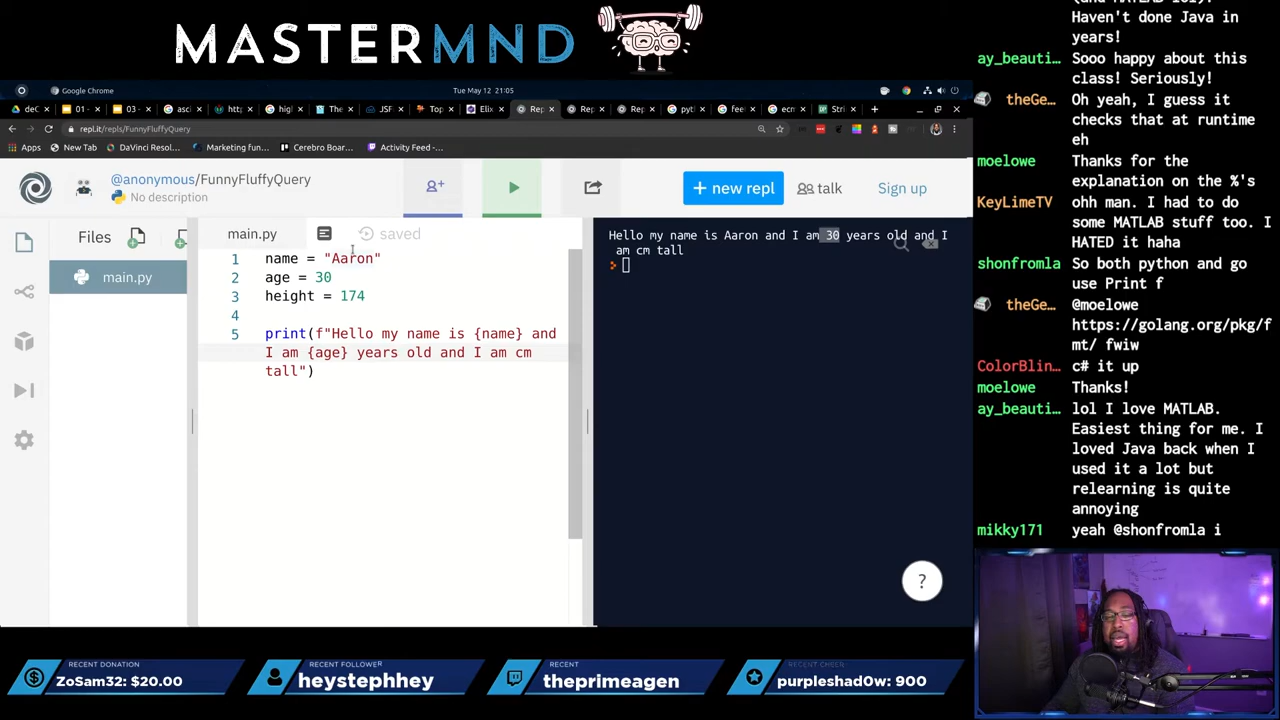 MASTERMND
Google Chrome
Tue May 12 21:05
repl.it/repls/FunnyFluffyQuery
Apps
New Tab
DaVinci Resol...
Marketing fun...
Cerebro Boar...
Activity Feed -...
@anonymous/FunnyFluffyQuery
No description
+ new repl
talk
Sign up
Files
main.py
main.py
saved
1 name = "Aaron"
2 age = 30
3 height = 174
4
5 print(f"Hello my name is {name} and
I am {age} years old and I am cm
tall")
Hello my name is Aaron and I am 30 years old and I
am cm tall
?
(and MATLAB lol).
Haven't done Java in
years!
ay_beauti… Sooo happy about this
class! Seriously!
theGe… Oh yeah, I guess it
checks that at runtime
eh
moelowe Thanks for the
explanation on the %'s
KeyLimeTV ohh man. I had to do
some MATLAB stuff too. I
HATED it haha
shonfromla So both python and go
use Print f
theGe… @moelowe
https://golang.org/pkg/f
mt/ fwiw
ColorBlin… c# it up
moelowe Thanks!
ay_beauti… lol I love MATLAB.
Easiest thing for me. I
loved Java back when I
used it a lot but
relearning is quite
annoying
mikky171 yeah @shonfromla i
RECENT DONATION
ZoSam32: $20.00
RECENT FOLLOWER
heystephhey
RECENT
theprimeagen
RECENT CHEER
purpleshad0w: 900